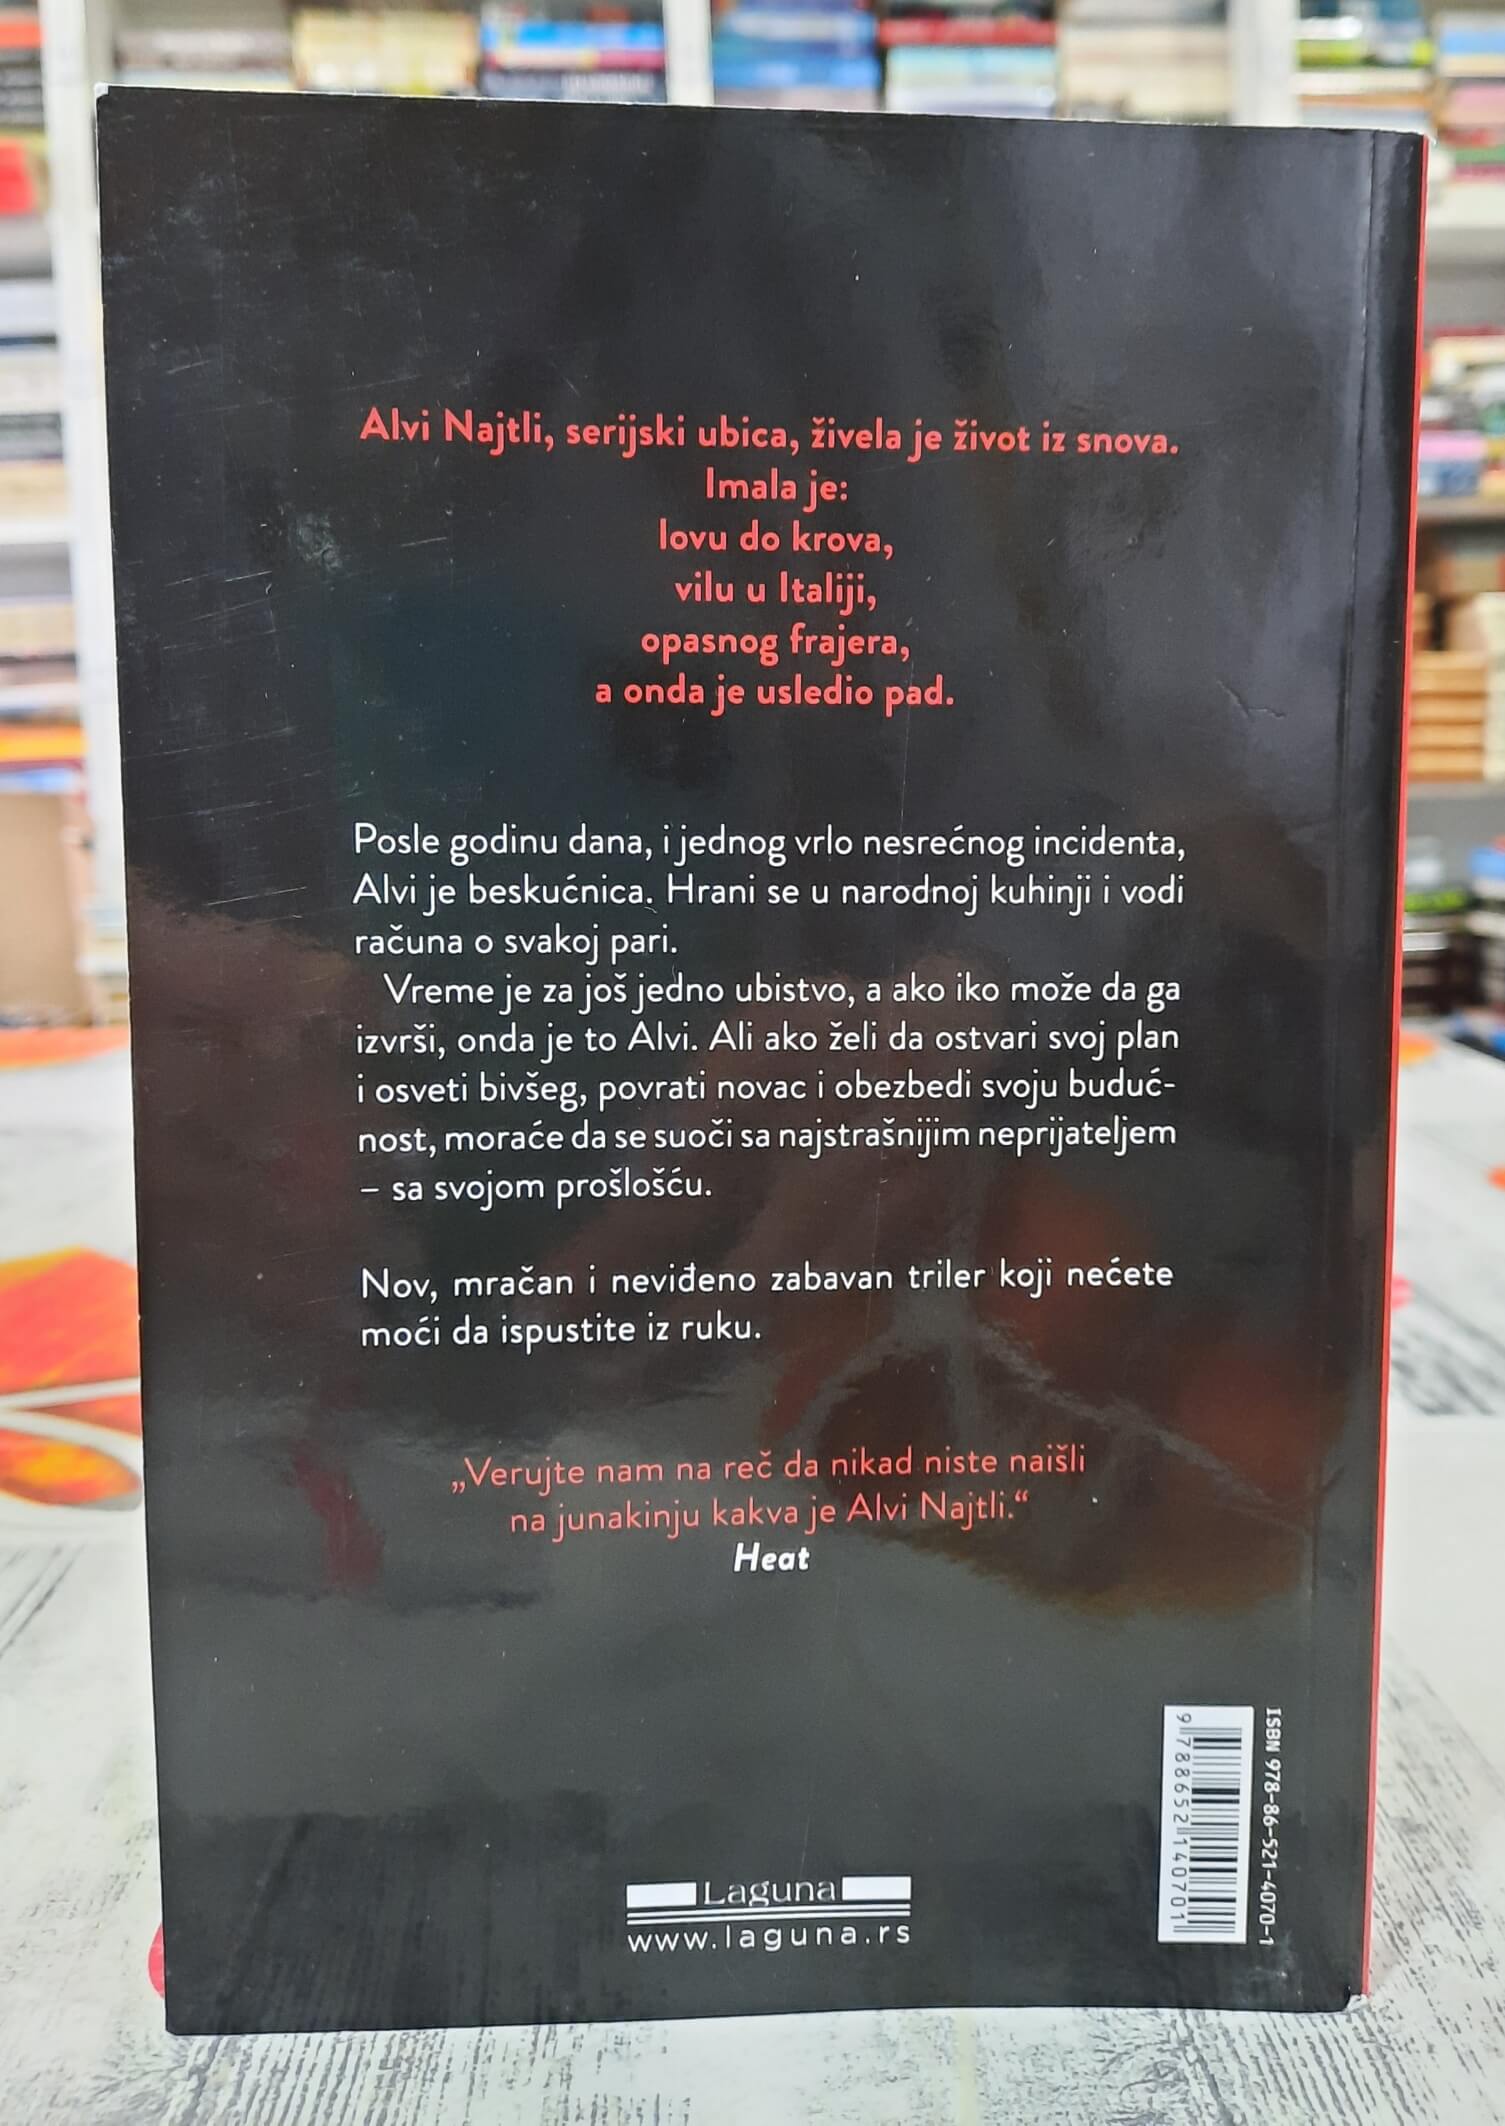 Alvi Najtli, serijski ubica, živela je život iz snova.
Imala je:
lovu do krova,
vilu u Italiji,
opasnog frajera,
a onda je usledio pad.
Posle godinu dana, i jednog vrlo nesrećnog incidenta,
Alvi je beskućnica. Hrani se u narodnoj kuhinji i vodi
računa o svakoj pari.
Vreme je za još jedno ubistvo, a ako iko može da ga
izvrši, onda je to Alvi. Ali ako želi da ostvari svoj plan
i osveti bivšeg, povrati novac i obezbedi svoju buduć-
nost, moraće da se suoči sa najstrašnijim neprijateljem
– sa svojom prošlošću.
Nov, mračan i neviđeno zabavan triler koji nećete
moći da ispustite iz ruku.
„Verujte nam na reč da nikad niste naišli
na junakinju kakva je Alvi Najtli.“
Heat
ISBN 978-86-521-4070-1
9788652140701
Laguna
www.laguna.rs